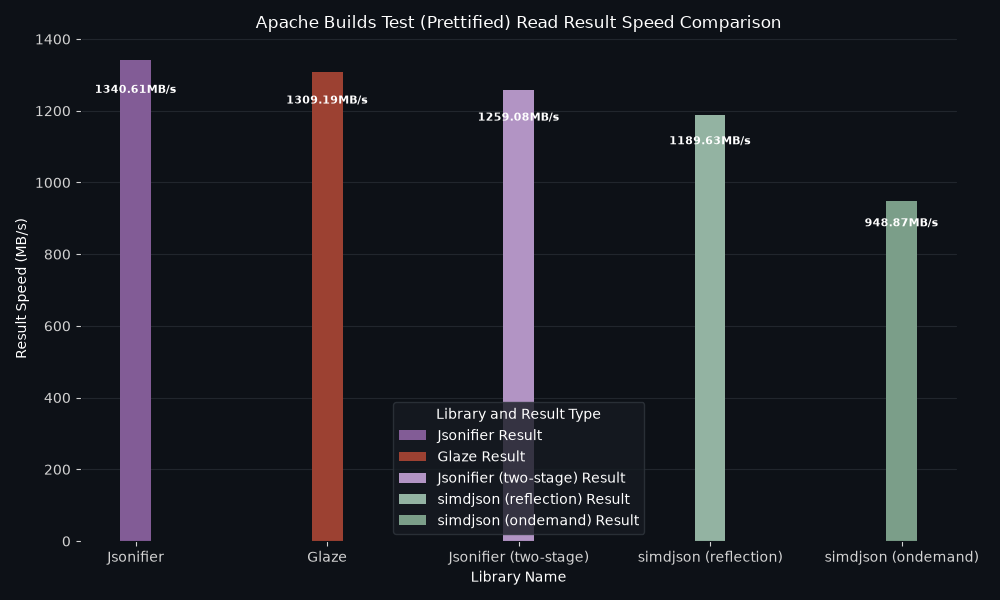 Apache Builds Test (Prettified) Read Result Speed Comparison
1400
1200
1000
800
600
400
200
0
Result Speed (MB/s)
1340.61MB/s
1309.19MB/s
1259.08MB/s
1189.63MB/s
948.87MB/s
Library and Result Type
Jsonifier Result
Glaze Result
Jsonifier (two-stage) Result
simdjson (reflection) Result
simdjson (ondemand) Result
Jsonifier
Glaze
Jsonifier (two-stage)
simdjson (reflection)
simdjson (ondemand)
Library Name